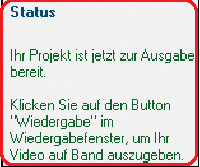 Status
Ihr Projekt ist jetzt zur Ausgabe
bereit.
Klicken Sie auf den Button
"Wiedergabe" im
Wiedergabefenster, um Ihr
Video auf Band auszugeben.